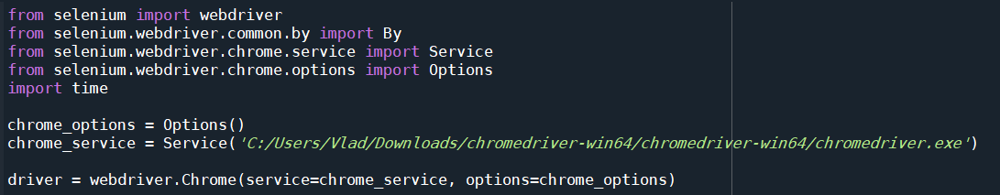 from selenium import webdriver
from selenium.webdriver.common.by import By
from selenium.webdriver.chrome.service import Service
from selenium.webdriver.chrome.options import Options
import time
chrome_options = Options()
chrome_service = Service('C:/Users/Vlad/Downloads/chromedriver-win64/chromedriver-win64/chromedriver.exe')
driver = webdriver.Chrome(service=chrome_service, options=chrome_options)